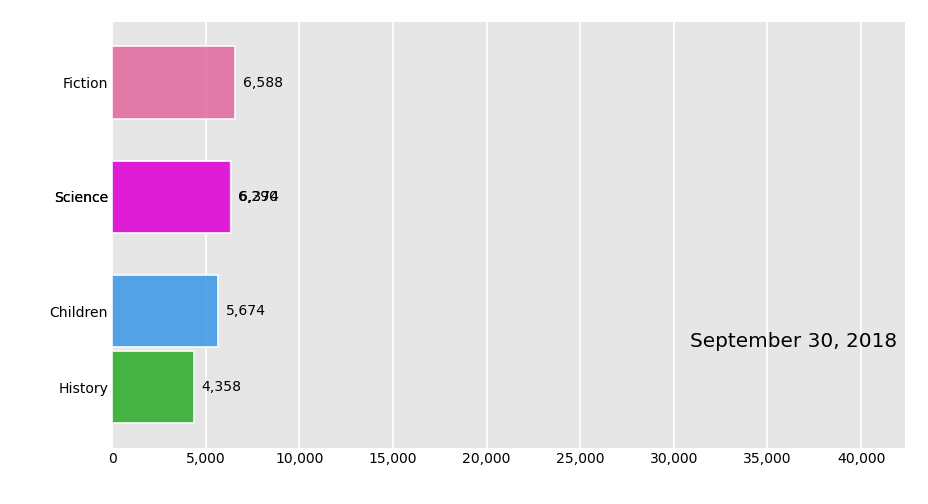 Fiction
6,588
Science
Children
5,674
September 30, 2018
History
4,358
0 5,000 10,000 15,000 20,000 25,000 30,000 35,000 40,000